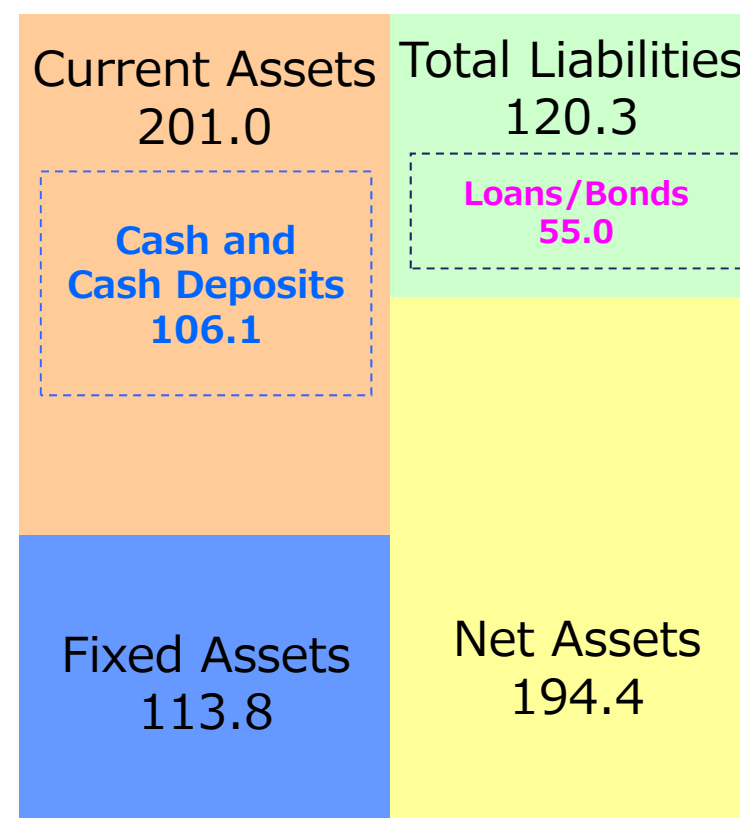 Current Assets
201.0
Cash and
Cash Deposits
106.1
Fixed Assets
113.8
Total Liabilities
120.3
Loans/Bonds
55.0
Net Assets
194.4